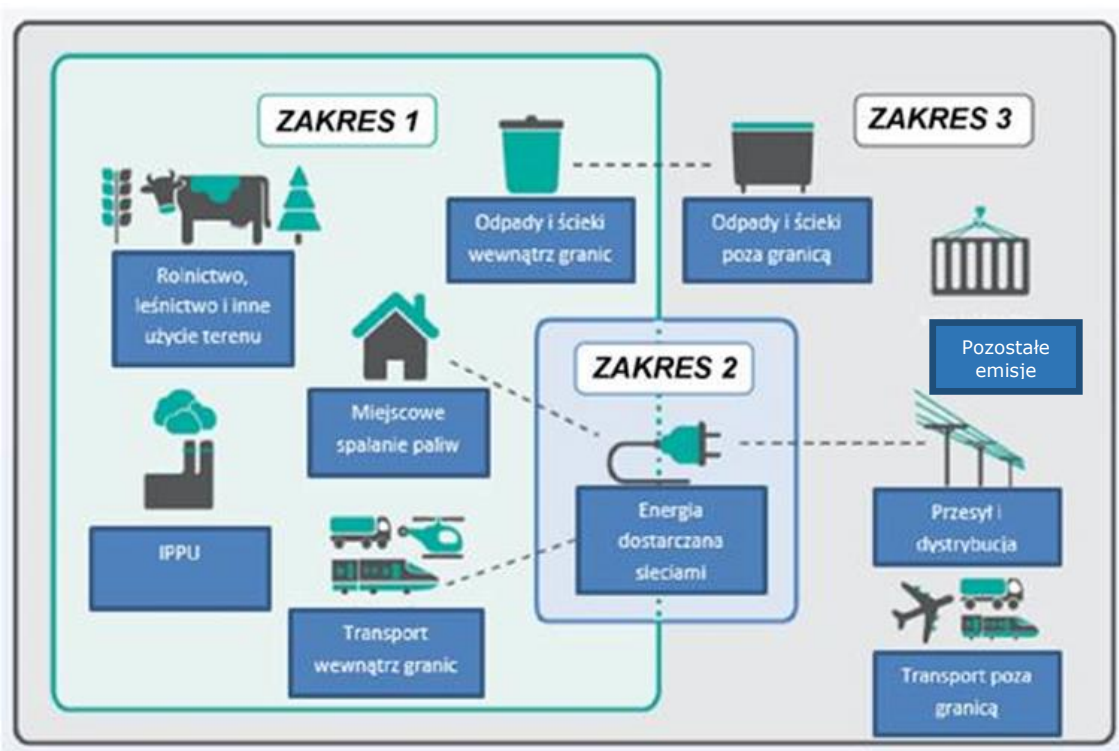 ZAKRES 1
ZAKRES 3
Odpady i ścieki
wewnątrz granic
Odpady i ścieki
poza granicą
Rolnictwo,
leśnictwo i inne
użycie terenu
ZAKRES 2
Pozostałe
emisje
Miejscowe
spalanie paliw
IPPU
Energia
dostarczana
sieciami
Przesył i
dystrybucja
Transport
wewnątrz granic
Transport poza
granicą